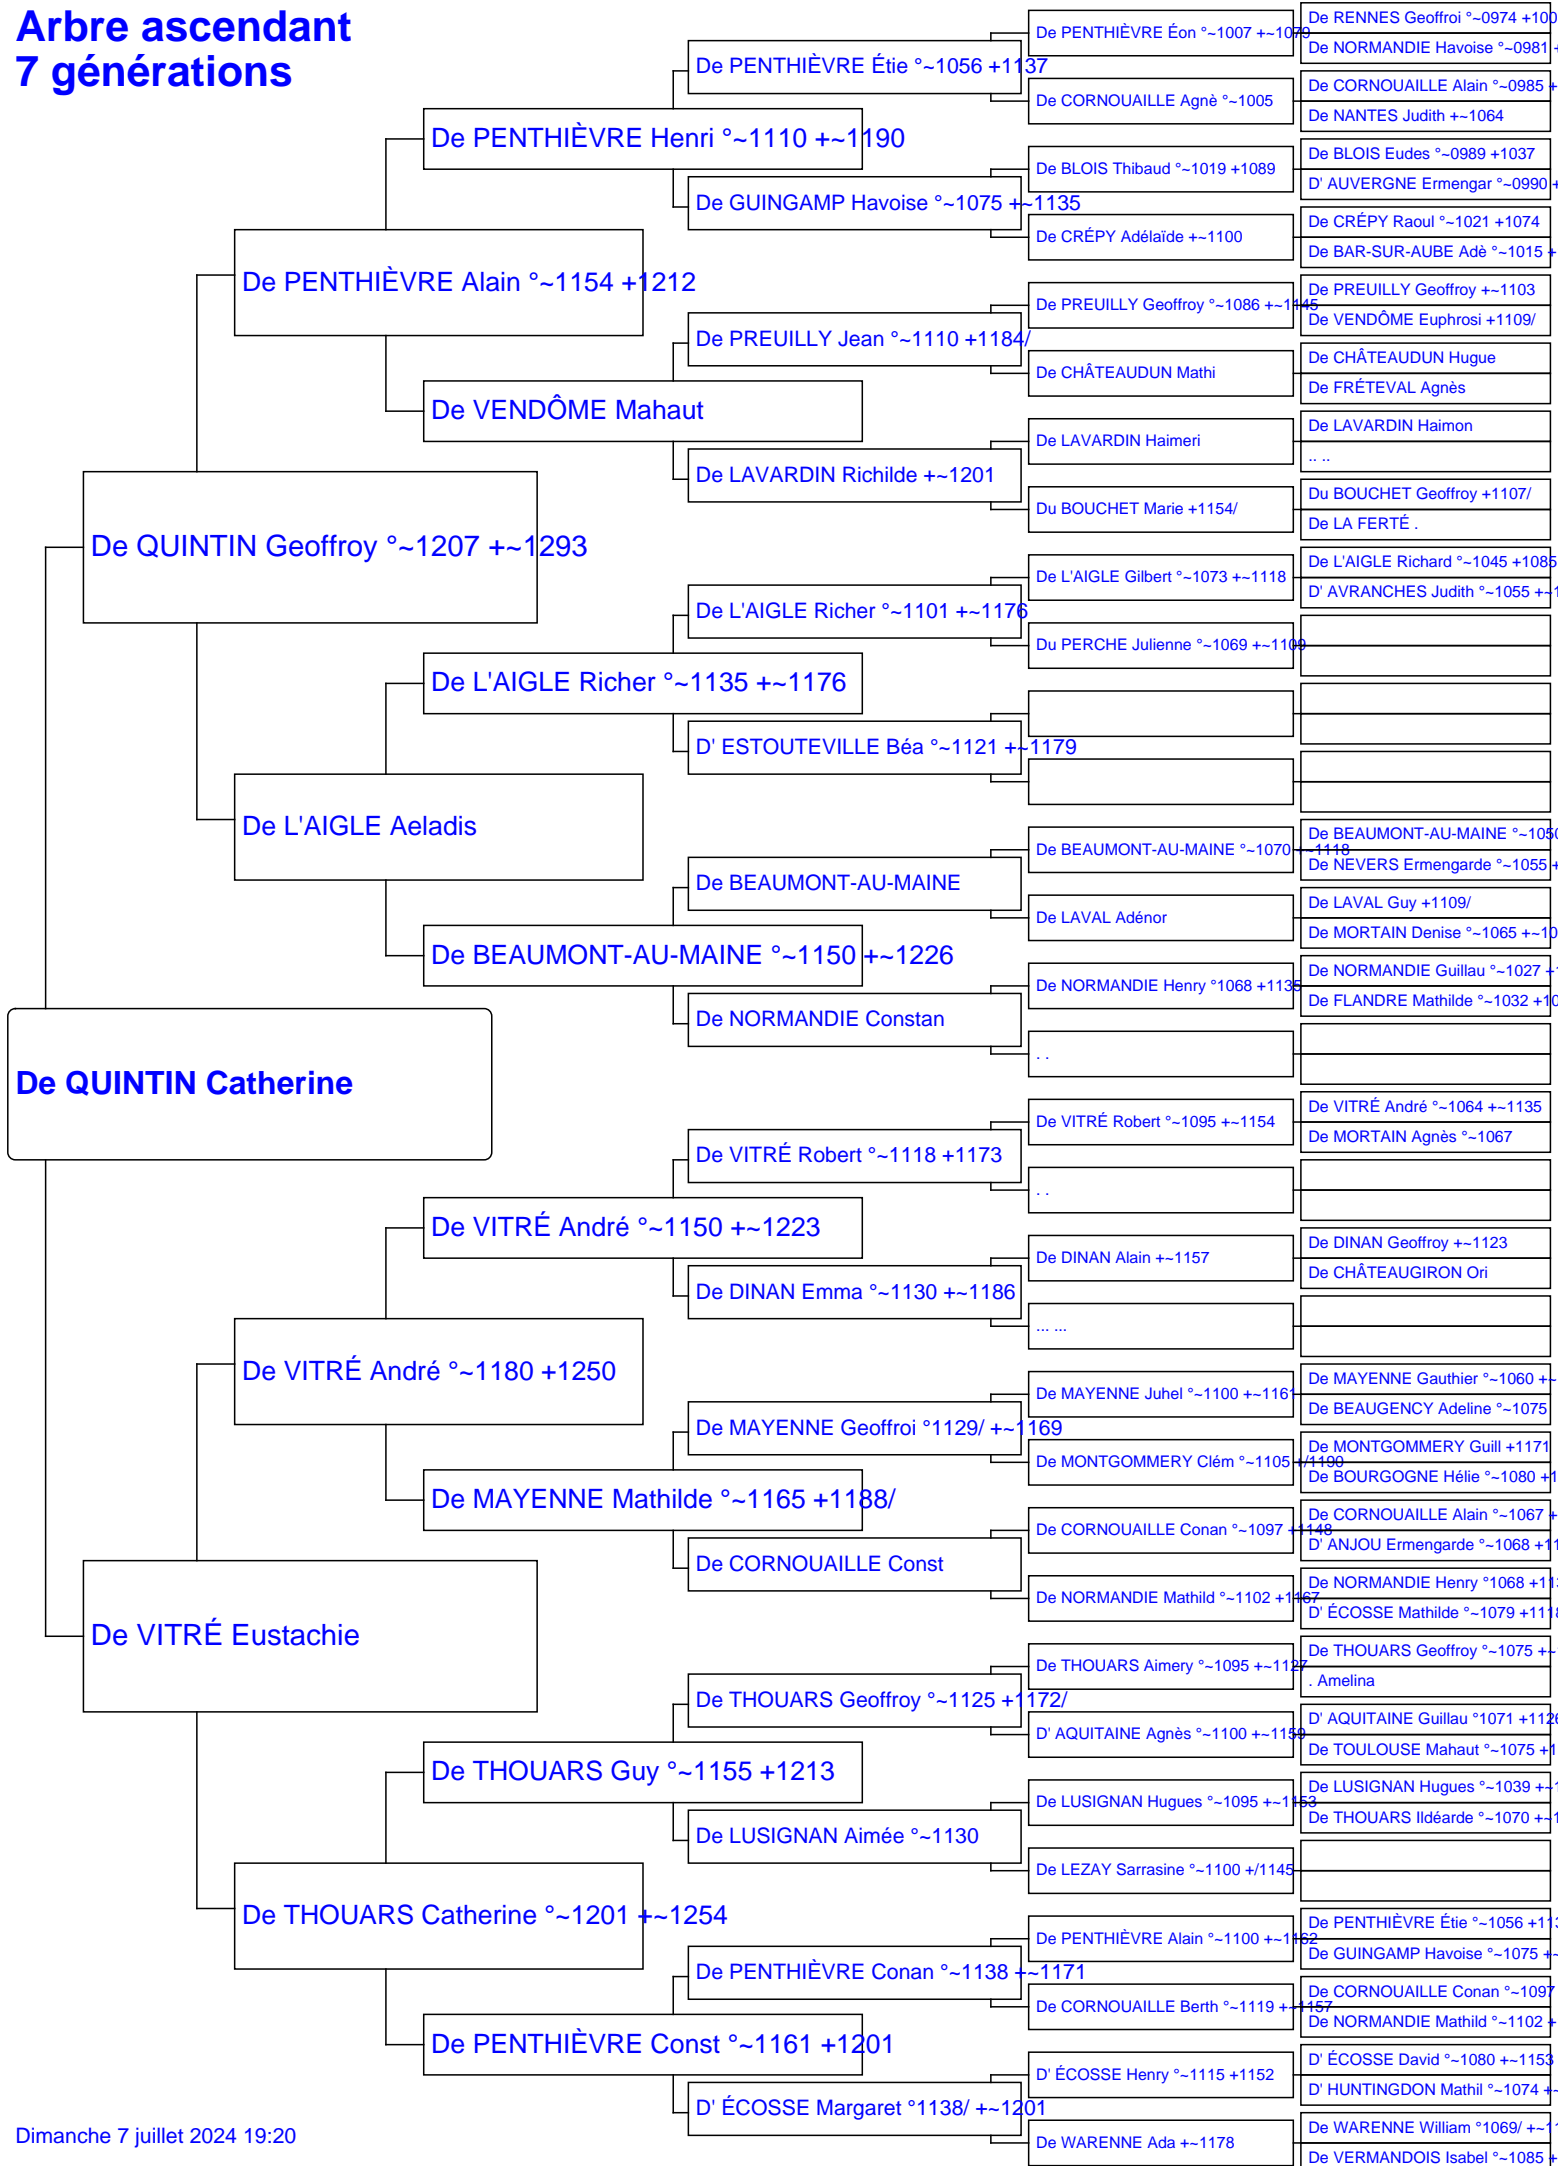 Arbre ascendant
7 générations
De QUINTIN Catherine
De QUINTIN Geoffroy °~1207 +~1293
De VITRÉ Eustachie
De PENTHIÈVRE Alain °~1154 +1212
De L'AIGLE Aeladis
De VITRÉ André °~1180 +1250
De THOUARS Catherine °~1201 +~1254
De PENTHIÈVRE Henri °~1110 +~1190
De VENDÔME Mahaut
De L'AIGLE Richer °~1135 +~1176
De BEAUMONT-AU-MAINE °~1150 +~1226
De VITRÉ André °~1150 +~1223
De MAYENNE Mathilde °~1165 +1188/
De THOUARS Guy °~1155 +1213
De PENTHIÈVRE Const °~1161 +1201
De PENTHIÈVRE Étie °~1056 +1137
De GUINGAMP Havoise °~1075 +~1135
De PREUILLY Jean °~1110 +1184/
De LAVARDIN Richilde +~1201
De L'AIGLE Richer °~1101 +~1176
D' ESTOUTEVILLE Béa °~1121 +~1179
De BEAUMONT-AU-MAINE
De NORMANDIE Constan
De VITRÉ Robert °~1118 +1173
De DINAN Emma °~1130 +~1186
De MAYENNE Geoffroi °1129/ +~1169
De CORNOUAILLE Const
De THOUARS Geoffroy °~1125 +1172/
De LUSIGNAN Aimée °~1130
De PENTHIÈVRE Conan °~1138 +~1171
D' ÉCOSSE Margaret °1138/ +~1201
De PENTHIÈVRE Éon °~1007 +~1079
De CORNOUAILLE Agnè °~1005
De BLOIS Thibaud °~1019 +1089
De CRÉPY Adélaïde +~1100
De PREUILLY Geoffroy °~1086 +~1145
De CHÂTEAUDUN Mathi
De LAVARDIN Haimeri
Du BOUCHET Marie +1154/
De L'AIGLE Gilbert °~1073 +~1118
Du PERCHE Julienne °~1069 +~1109
De BEAUMONT-AU-MAINE °~1070 +~1118
De LAVAL Adénor
De NORMANDIE Henry °1068 +1135
. .
De VITRÉ Robert °~1095 +~1154
. .
De DINAN Alain +~1157
... ...
De MAYENNE Juhel °~1100 +~1161
De MONTGOMMERY Clém °~1105 +/1190
De CORNOUAILLE Conan °~1097 +1148
De NORMANDIE Mathild °~1102 +1167
De THOUARS Aimery °~1095 +~1127
D' AQUITAINE Agnès °~1100 +~1159
De LUSIGNAN Hugues °~1095 +~1153
De LEZAY Sarrasine °~1100 +/1145
De PENTHIÈVRE Alain °~1100 +~1162
De CORNOUAILLE Berth °~1119 +~1157
D' ÉCOSSE Henry °~1115 +1152
De WARENNE Ada +~1178
De RENNES Geoffroi °~0974 +100
De NORMANDIE Havoise °~0981 +
De CORNOUAILLE Alain °~0985 +
De NANTES Judith +~1064
De BLOIS Eudes °~0989 +1037
D' AUVERGNE Ermengar °~0990 +
De CRÉPY Raoul °~1021 +1074
De BAR-SUR-AUBE Adè °~1015 +
De PREUILLY Geoffroy +~1103
De VENDÔME Euphrosi +1109/
De CHÂTEAUDUN Hugue
De FRÉTEVAL Agnès
De LAVARDIN Haimon
.. ..
Du BOUCHET Geoffroy +1107/
De LA FERTÉ .
De L'AIGLE Richard °~1045 +1085
D' AVRANCHES Judith °~1055 +~1
De BEAUMONT-AU-MAINE °~1050
De NEVERS Ermengarde °~1055 +
De LAVAL Guy +1109/
De MORTAIN Denise °~1065 +~10
De NORMANDIE Guillau °~1027 +1
De FLANDRE Mathilde °~1032 +10
De VITRÉ André °~1064 +~1135
De MORTAIN Agnès °~1067
De DINAN Geoffroy +~1123
De CHÂTEAUGIRON Ori
De MAYENNE Gauthier °~1060 +~
De BEAUGENCY Adeline °~1075
De MONTGOMMERY Guill +1171
De BOURGOGNE Hélie °~1080 +1
De CORNOUAILLE Alain °~1067 +
D' ANJOU Ermengarde °~1068 +11
De NORMANDIE Henry °1068 +113
D' ÉCOSSE Mathilde °~1079 +1118
De THOUARS Geoffroy °~1075 +~
. Amelina
D' AQUITAINE Guillau °1071 +1126
De TOULOUSE Mahaut °~1075 +1
De LUSIGNAN Hugues °~1039 +~1
De THOUARS Ildéarde °~1070 +~1
De PENTHIÈVRE Étie °~1056 +113
De GUINGAMP Havoise °~1075 +~
De CORNOUAILLE Conan °~1097
De NORMANDIE Mathild °~1102 +
D' ÉCOSSE David °~1080 +~1153
D' HUNTINGDON Mathil °~1074 +~
De WARENNE William °1069/ +~1
De VERMANDOIS Isabel °~1085 +
Dimanche 7 juillet 2024 19:20